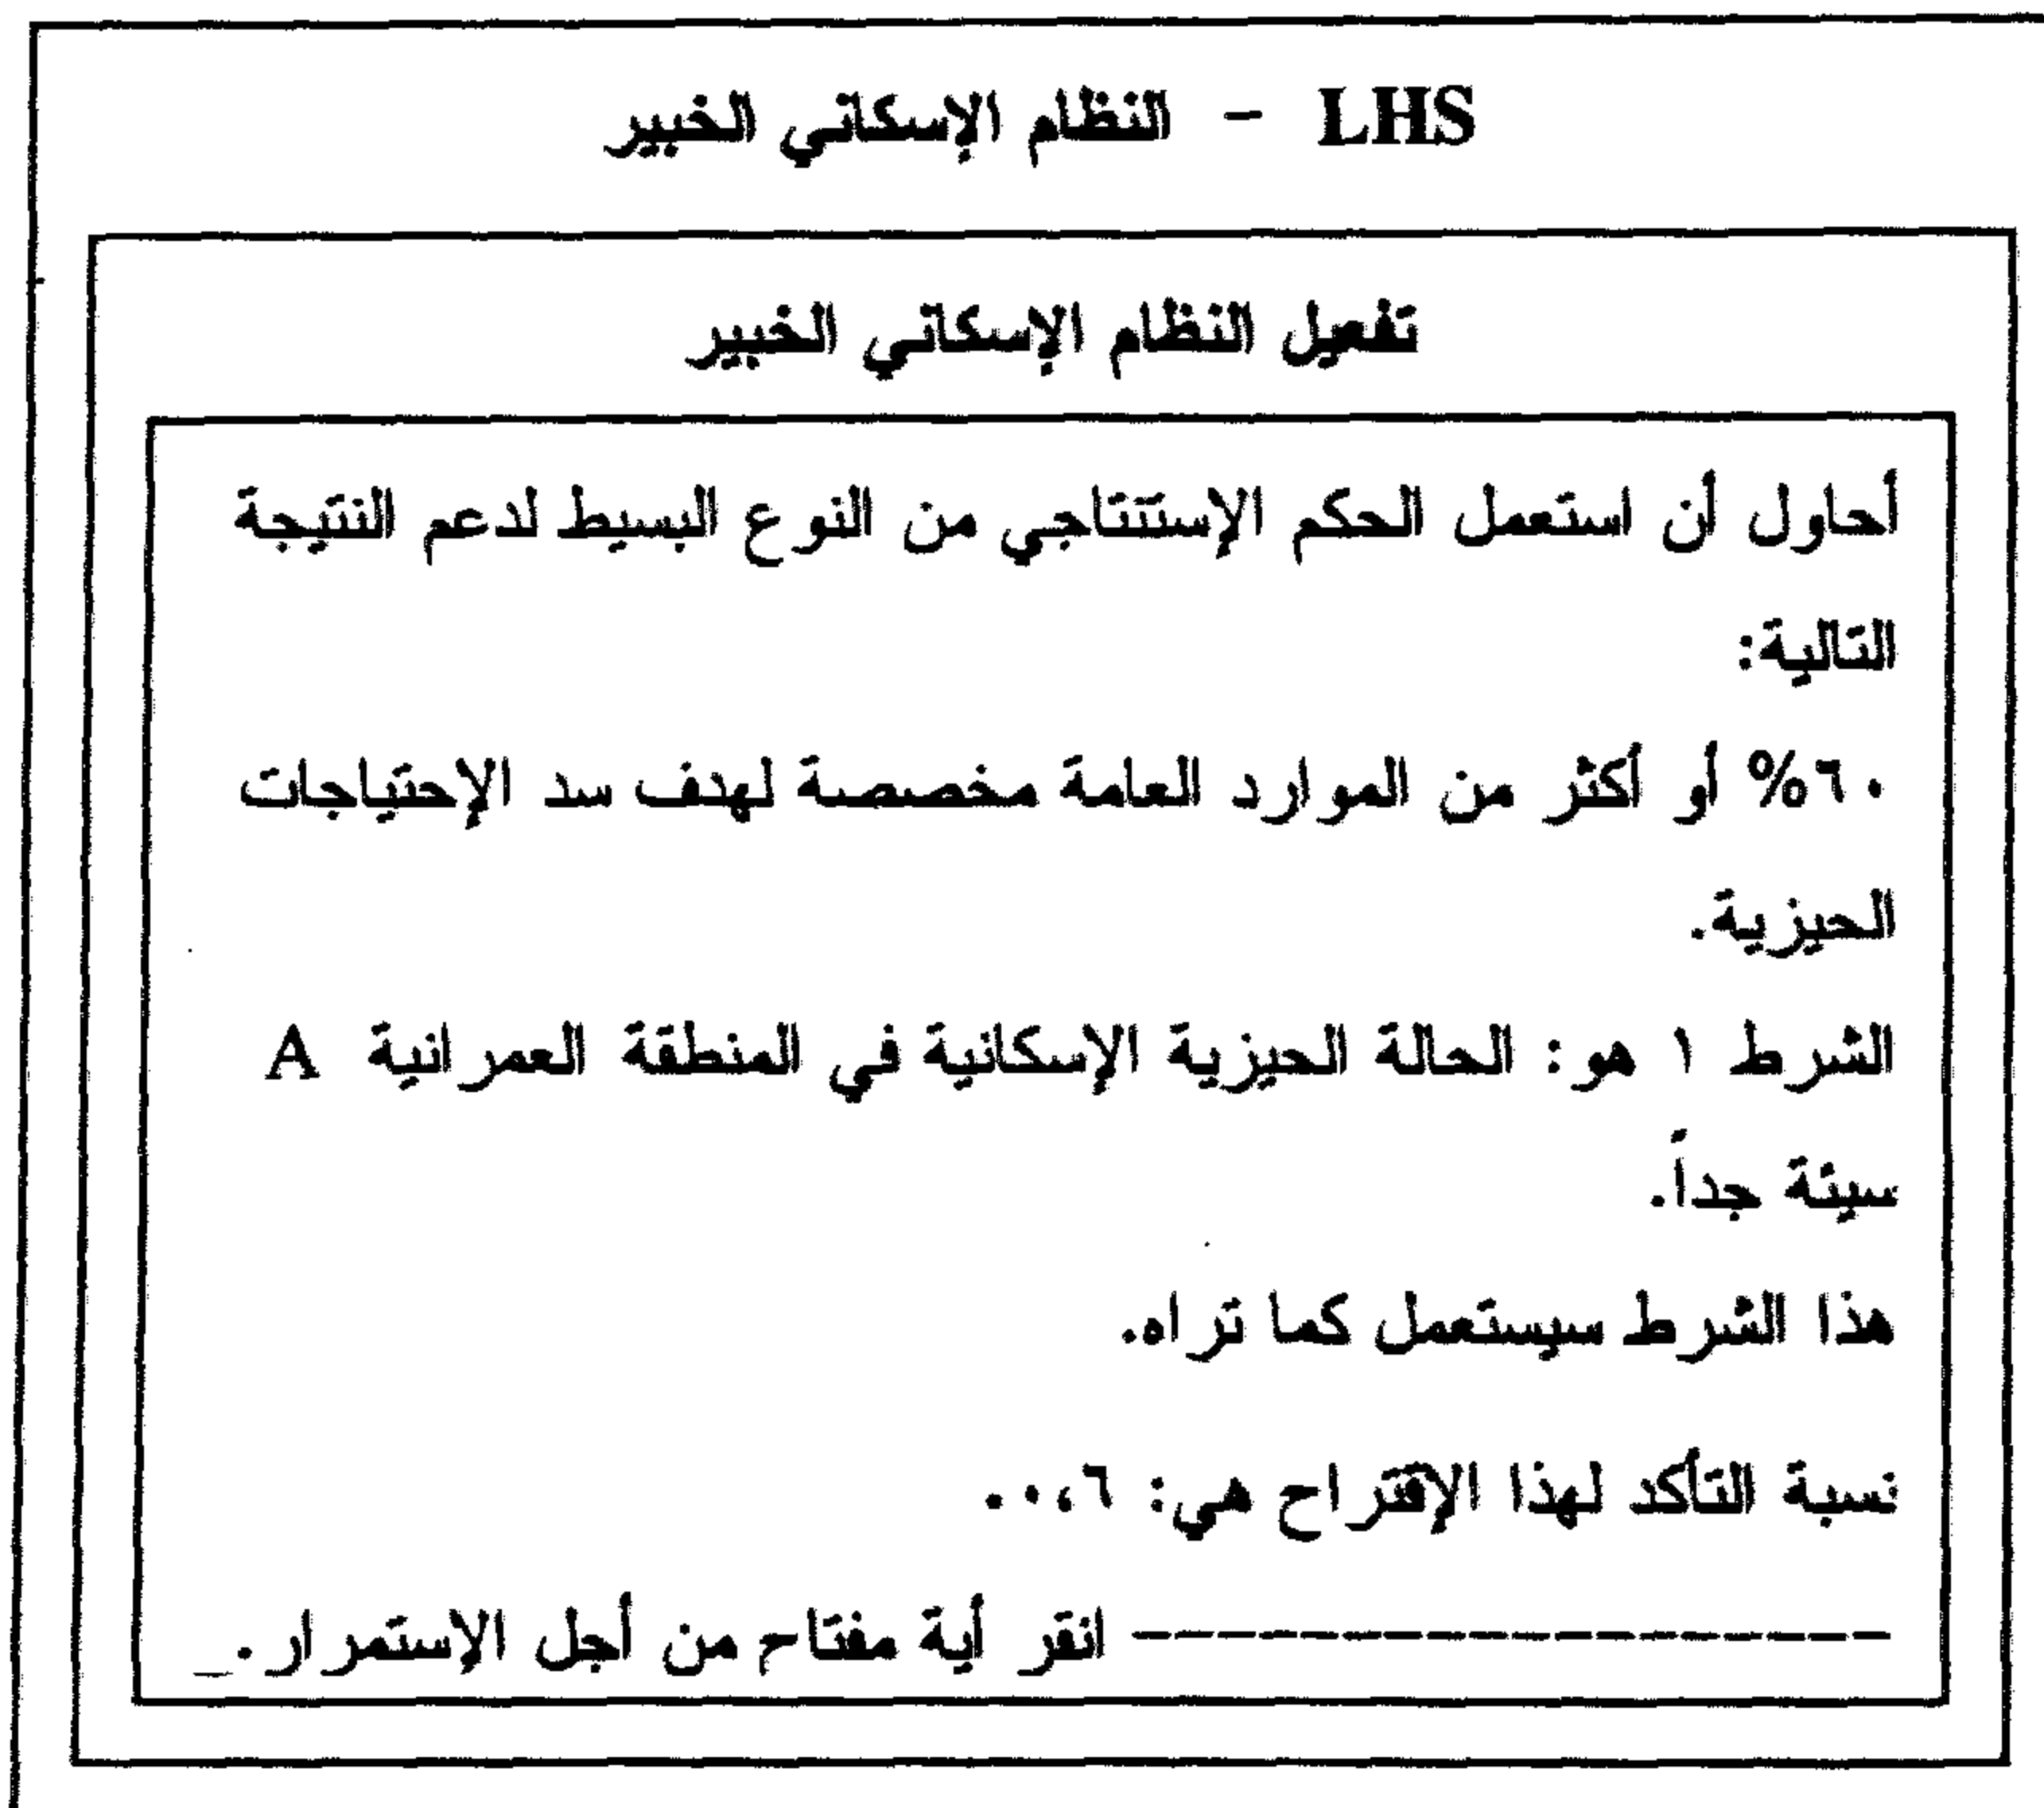 LHS - النظام الإسكاني الخبير
تفعيل النظام الإسكاني الخبير
أحاول أن استعمل الحكم الإستنتاجي من النوع البسيط لدعم النتيجة
التالية:
٦٠% أو أكثر من الموارد العامة مخصصة لهدف سد الإحتياجات
الحيزية.
الشرط ١ هو: الحالة الحيزية الإسكانية في المنطقة العمرانية A
سيئة جداً.
هذا الشرط سيستعمل كما تراه.
نسبة التأكد لهذا الإقتراح هي: ٠،٦٠.
------------------ انقر أية مفتاح من أجل الإستمرار. _